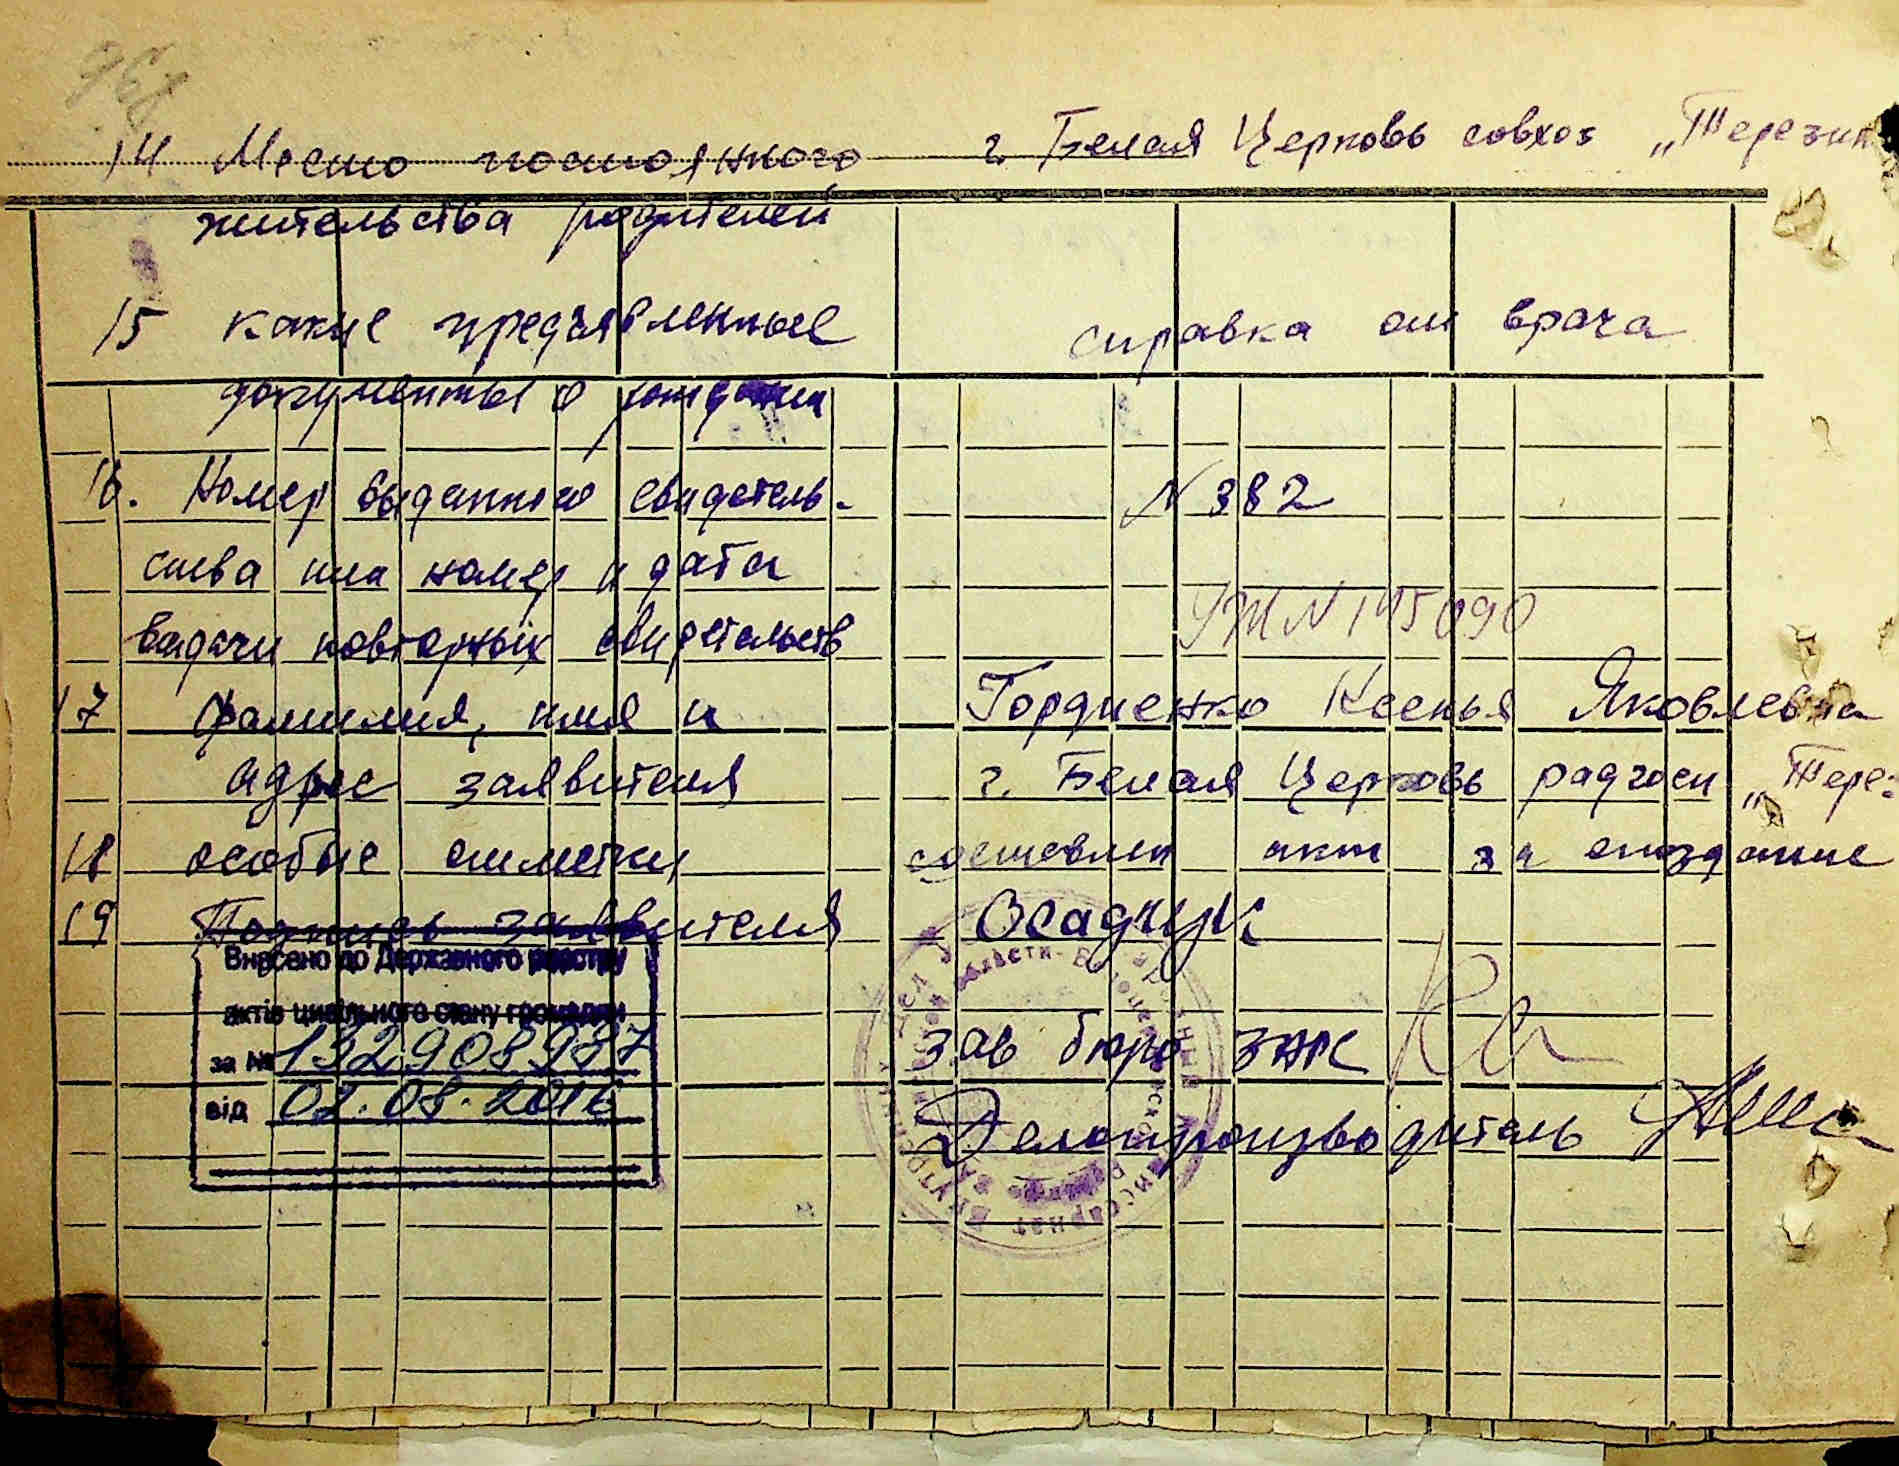 968
14 Место постоянного г. Белая Церковь совхоз „Терезин
жительства родителей
15 какие предъявленные справка от врача
документы о рождении
16. Номер выданного свидетель- N 382
ства или номер и дата
выдачи повторных свидетельств УЖ N 145090
17 фамилия, имя и Гордиенко Ксенья Яковлевна
адрес заявителя г. Белая Церковь радгосп „Тере-
18 особые отметки составлен акт за опоздание
19 Подпись заявителя Осадчук
Внесено до Державного реєстру
актів цивільного стану громадян
за № 132908987 зав бюро ЗАГС
від 02.08.2016 Делопроизводитель